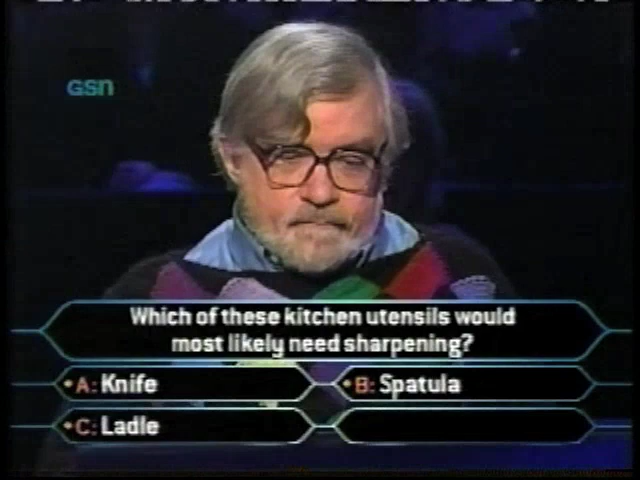 GSN
Which of these kitchen utensils would
most likely need sharpening?
A: Knife
B: Spatula
C: Ladle